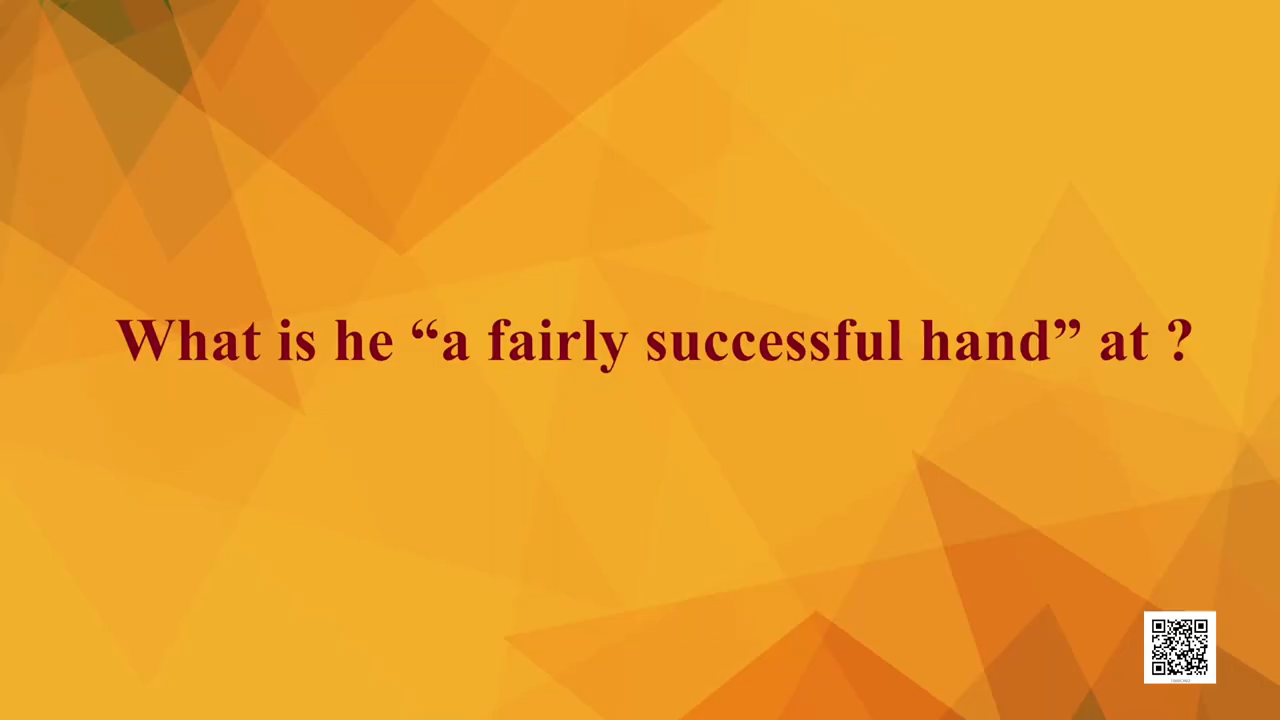 What is he “a fairly successful hand” at ?